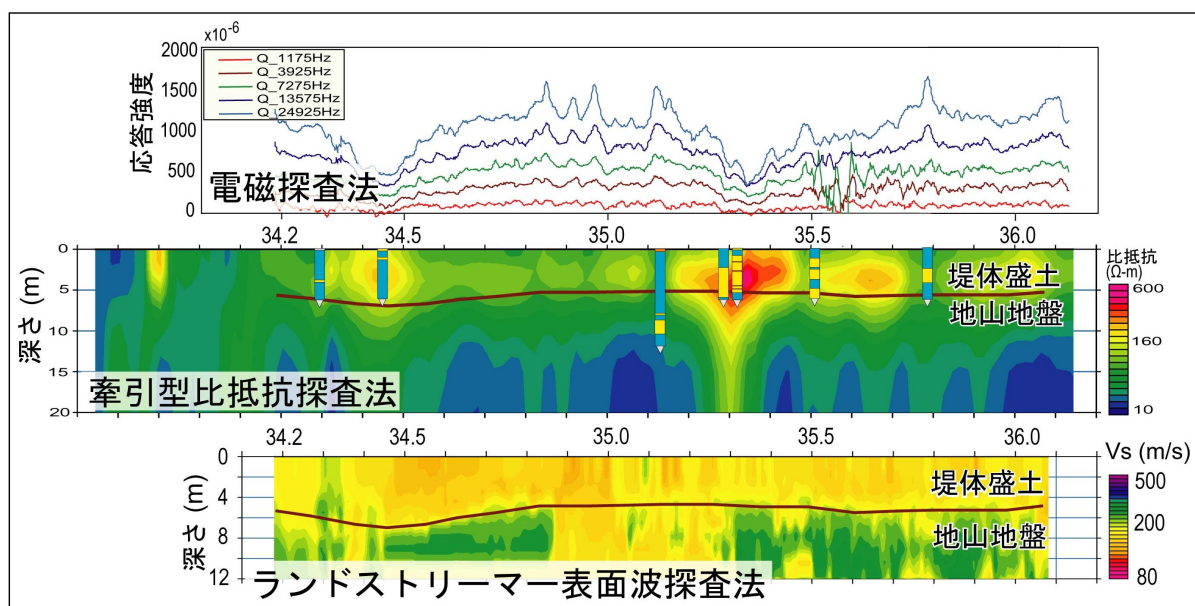 ×10⁻⁶
2000
1500
1000
500
0
応答強度
Q_1175Hz
Q_3925Hz
Q_7275Hz
Q_13575Hz
Q_24925Hz
電磁探査法
34.2 34.5 35.0 35.5 36.0
0
5
10
15
20
深さ (m)
堤体盛土
地山地盤
牽引型比抵抗探査法
比抵抗
(Ω-m)
600
160
10
34.2 34.5 35.0 35.5 36.0
0
4
8
12
深さ (m)
堤体盛土
地山地盤
ランドストリーマー表面波探査法
Vs (m/s)
500
200
80